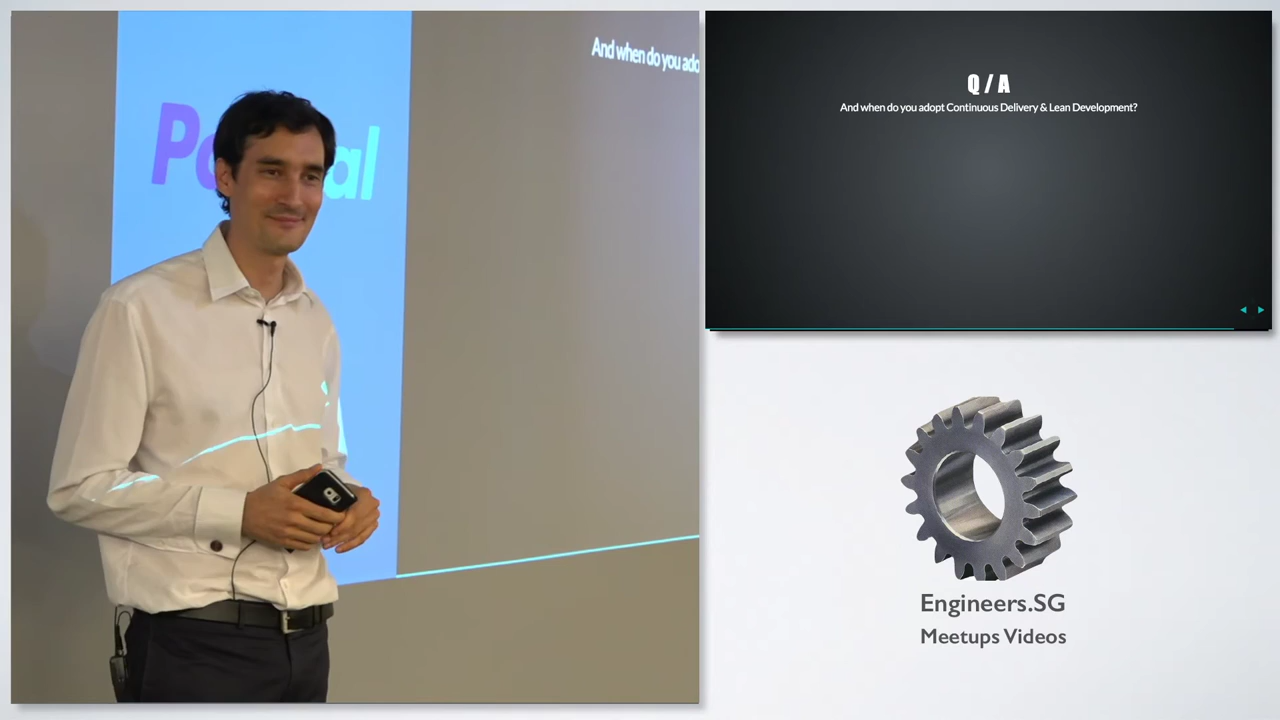 And when do you ado
Q / A
And when do you adopt Continuous Delivery & Lean Development?
Engineers.SG
Meetups Videos